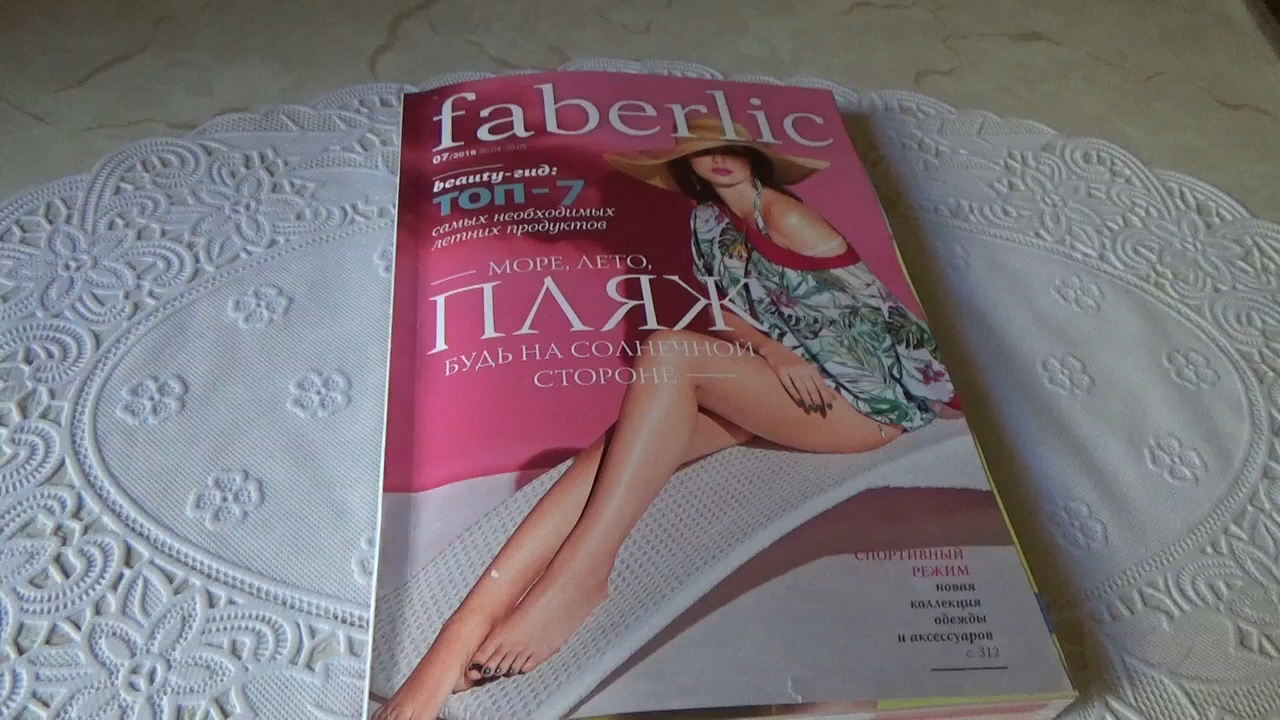 faberlic
07/2018 30.04-20.05
beauty-гид:
ТОП-7
самых необходимых
летних продуктов
МОРЕ, ЛЕТО,
ПЛЯЖ
БУДЬ НА СОЛНЕЧНОЙ
СТОРОНЕ
СПОРТИВНЫЙ
РЕЖИМ
новая
коллекция
одежды
и аксессуаров
с. 312